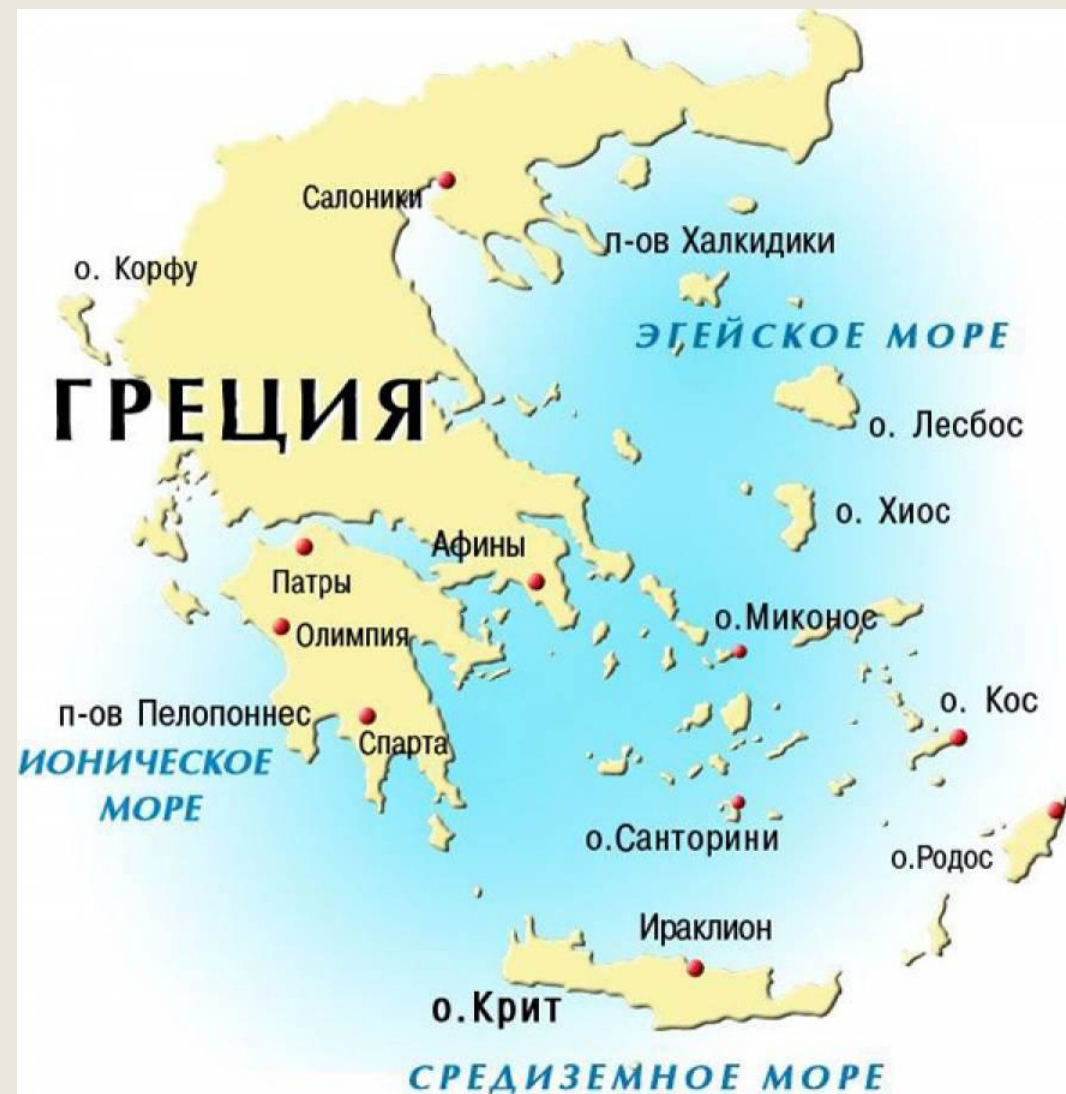 Салоники
п-ов Халкидики
о. Корфу
ЭГЕЙСКОЕ МОРЕ
ГРЕЦИЯ
о. Лесбос
о. Хиос
Афины
Патры
о.Миконос
Олимпия
о. Кос
п-ов Пелопоннес
Спарта
ИОНИЧЕСКОЕ
МОРЕ
о.Санторини
о.Родос
Ираклион
о.Крит
СРЕДИЗЕМНОЕ МОРЕ